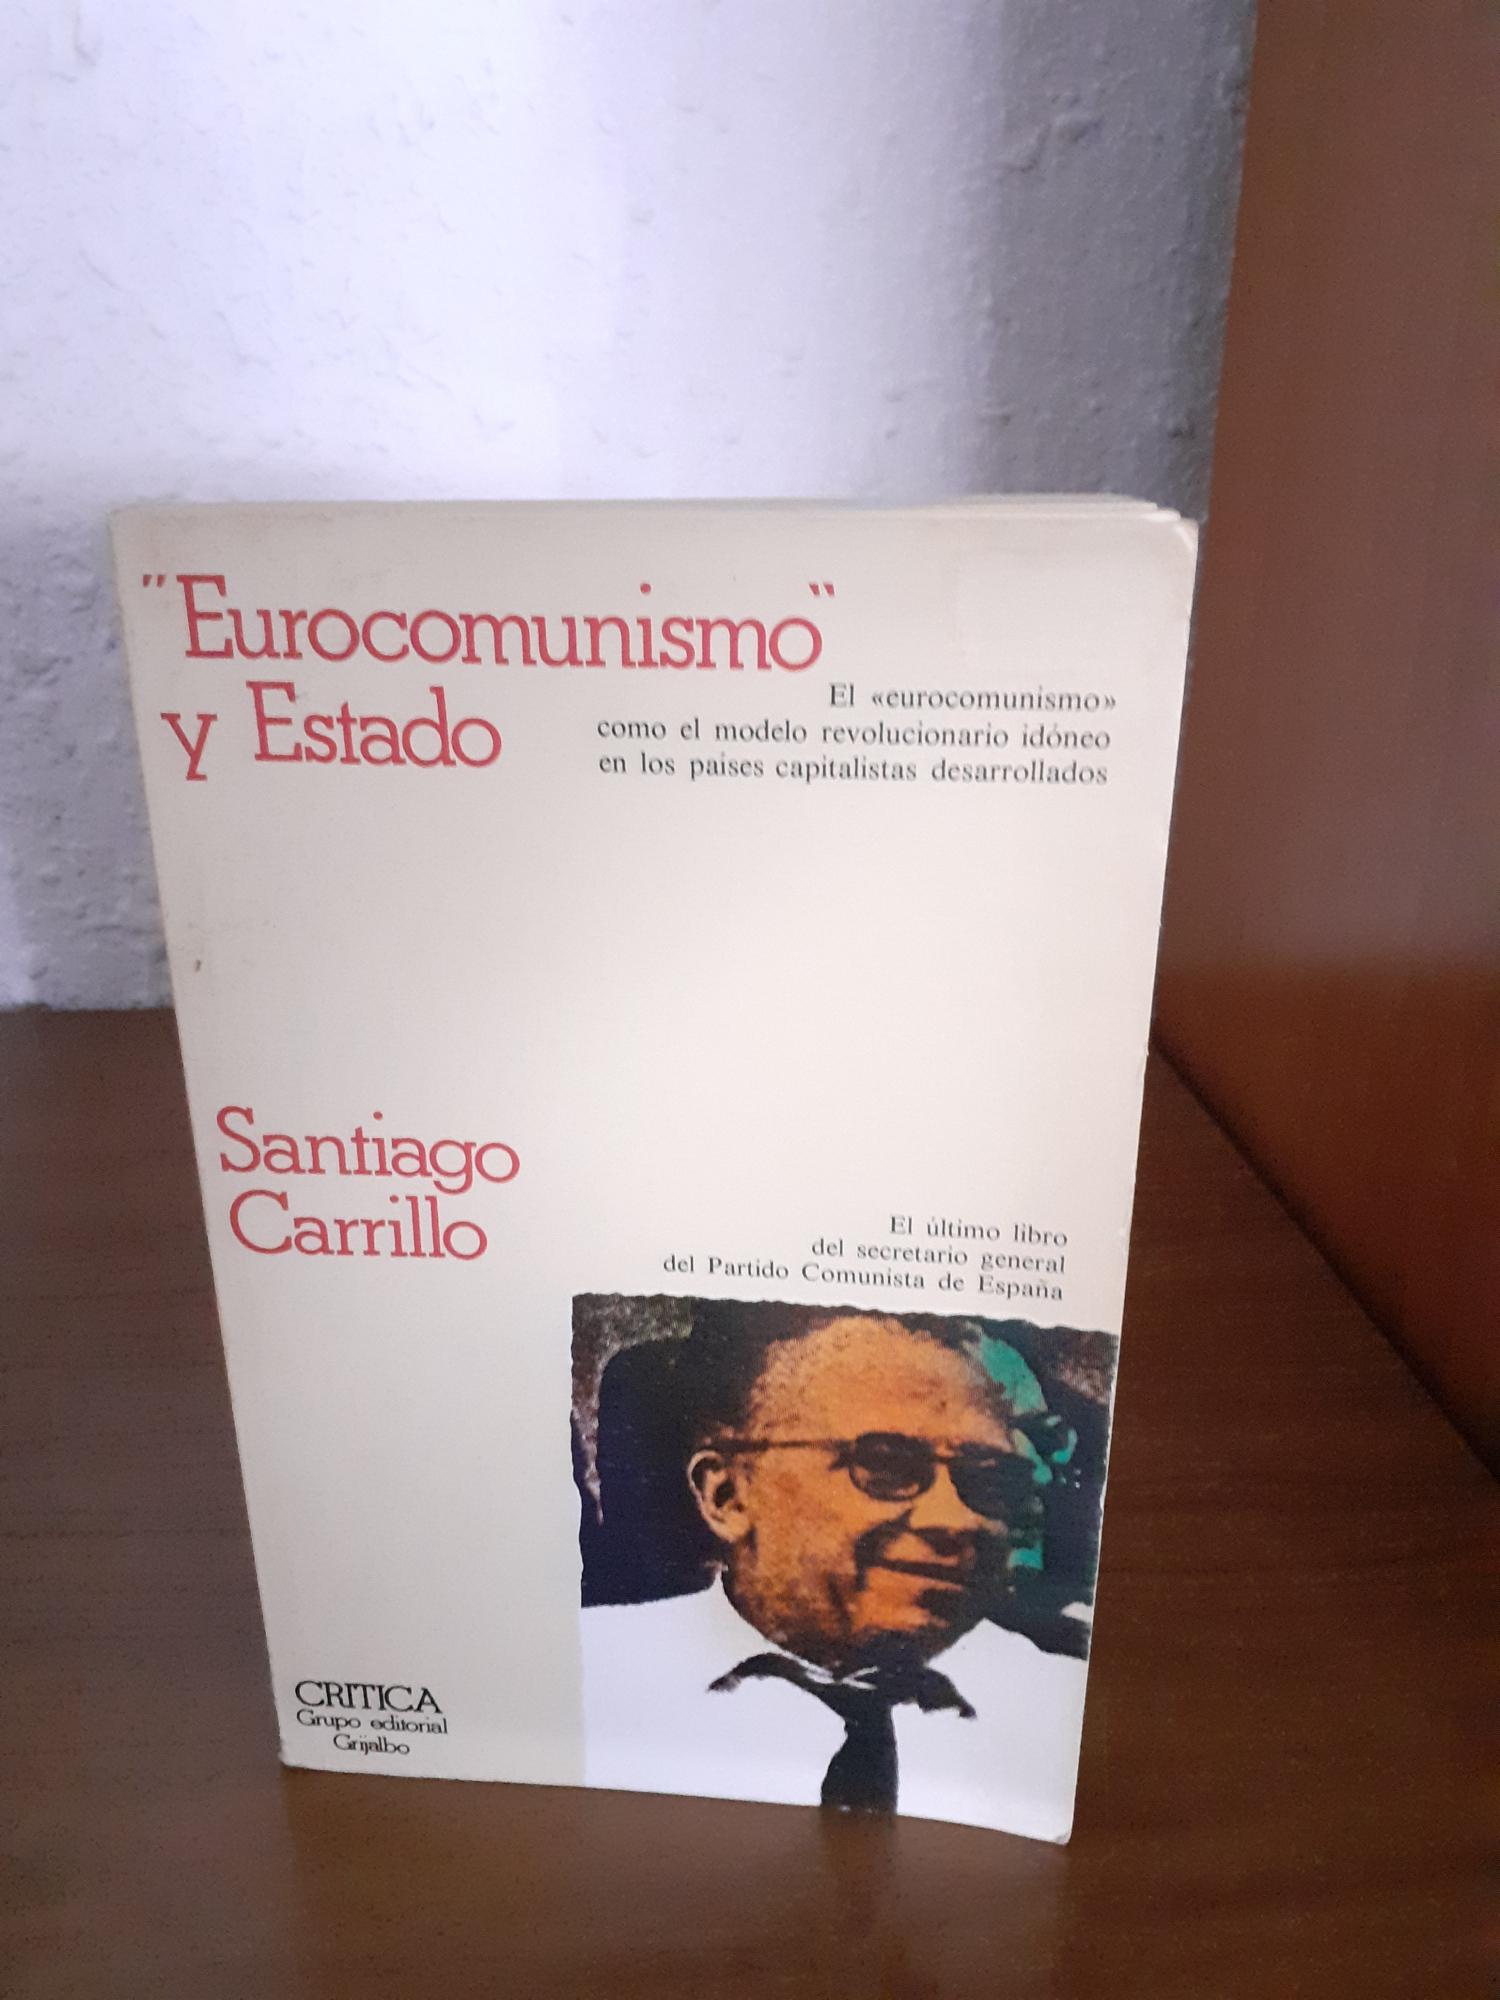 "Eurocomunismo"
y Estado
El «eurocomunismo»
como el modelo revolucionario idóneo
en los países capitalistas desarrollados
Santiago
Carrillo
El último libro
del secretario general
del Partido Comunista de España
CRITICA
Grupo editorial
Grijalbo